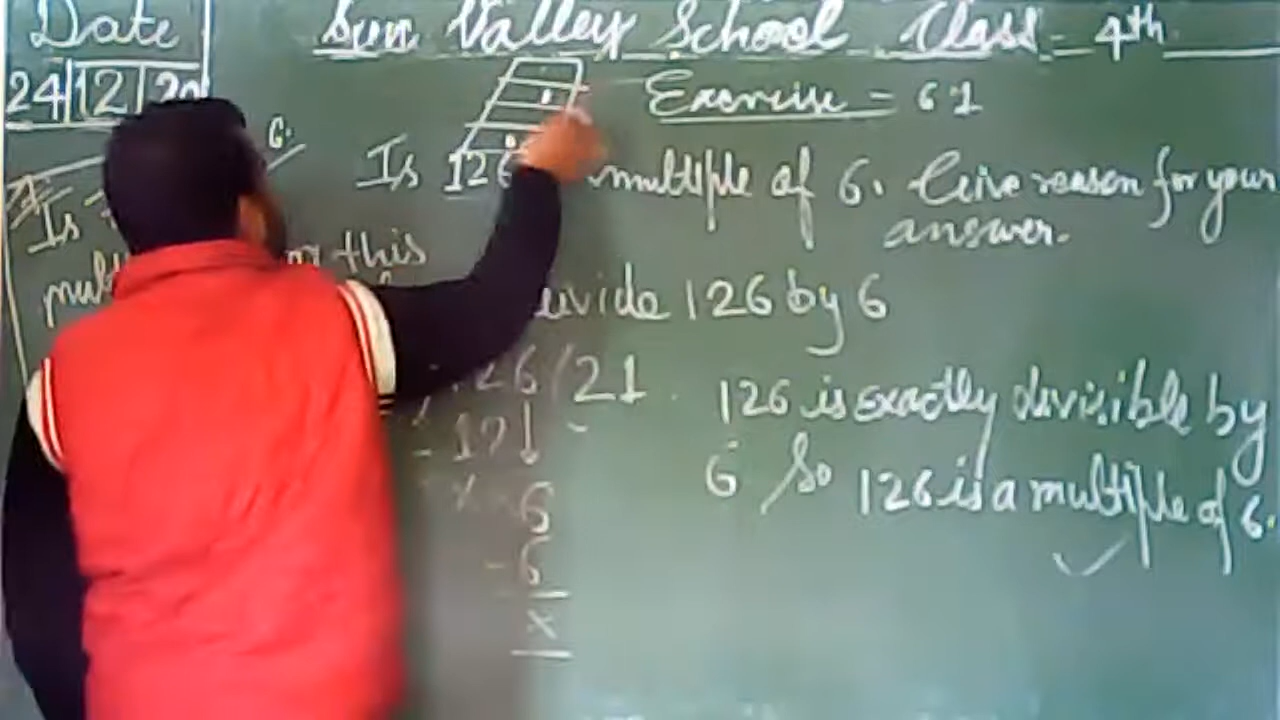 Date
Sun Valley School Class - 4th
24|12|20
Exercise = 61
6.
Is 126 multiple of 6. Give reason for your
answer.
Is
this
divide 126 by 6
126(21
126 is exactly divisible by
- 12↓
6 So 126 is a multiple of 6.
x 6
- 6
x